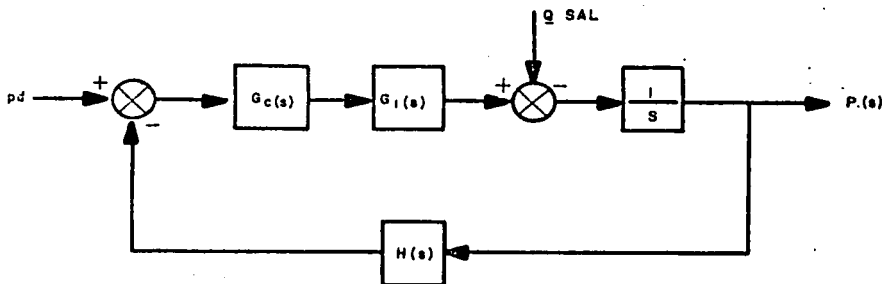 Q SAL
+
pd
-
Gc(s)
G1(s)
+
-
1
S
P.(s)
H(s)